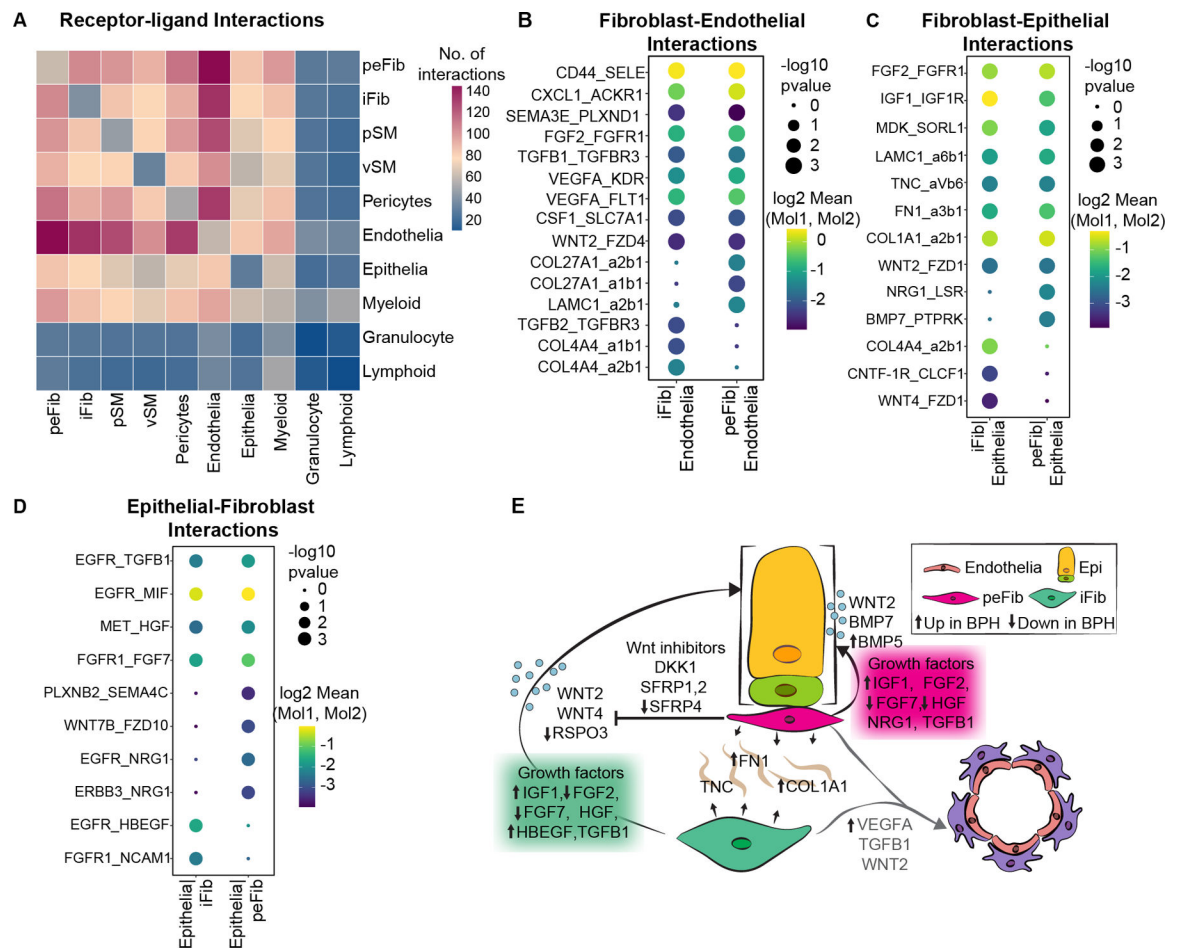 A
Receptor-ligand Interactions
peFib
iFib
pSM
vSM
Pericytes
Endothelia
Epithelia
Myeloid
Granulocyte
Lymphoid
peFib
iFib
pSM
vSM
Pericytes
Endothelia
Epithelia
Myeloid
Granulocyte
Lymphoid
No. of
interactions
140
120
100
80
60
40
20
B
Fibroblast-Endothelial
Interactions
CD44_SELE
CXCL1_ACKR1
SEMA3E_PLXND1
FGF2_FGFR1
TGFB1_TGFBR3
VEGFA_KDR
VEGFA_FLT1
CSF1_SLC7A1
WNT2_FZD4
COL27A1_a2b1
COL27A1_a1b1
LAMC1_a2b1
TGFB2_TGFBR3
COL4A4_a1b1
COL4A4_a2b1
iFib|
Endothelia
peFib|
Endothelia
-log10
pvalue
0
1
2
3
log2 Mean
(Mol1, Mol2)
0
-1
-2
C
Fibroblast-Epithelial
Interactions
FGF2_FGFR1
IGF1_IGF1R
MDK_SORL1
LAMC1_a6b1
TNC_aVb6
FN1_a3b1
COL1A1_a2b1
WNT2_FZD1
NRG1_LSR
BMP7_PTPRK
COL4A4_a2b1
CNTF-1R_CLCF1
WNT4_FZD1
iFib|
Epithelia
peFib|
Epithelia
-log10
pvalue
0
1
2
3
log2 Mean
(Mol1, Mol2)
-1
-2
-3
D
Epithelial-Fibroblast
Interactions
EGFR_TGFB1
EGFR_MIF
MET_HGF
FGFR1_FGF7
PLXNB2_SEMA4C
WNT7B_FZD10
EGFR_NRG1
ERBB3_NRG1
EGFR_HBEGF
FGFR1_NCAM1
Epithelial|
iFib
Epithelial|
peFib
-log10
pvalue
0
1
2
3
log2 Mean
(Mol1, Mol2)
-1
-2
-3
E
Endothelia
Epi
peFib
iFib
↑Up in BPH ↓Down in BPH
WNT2
BMP7
↑BMP5
Wnt inhibitors
DKK1
SFRP1,2
↓SFRP4
WNT2
WNT4
↓RSPO3
Growth factors
↑IGF1, FGF2,
↓FGF7,↓HGF
NRG1, TGFB1
↑FN1
TNC
↑COL1A1
Growth factors
↑IGF1,↓FGF2,
↓FGF7, HGF,
↑HBEGF,TGFB1
↑VEGFA
TGFB1
WNT2